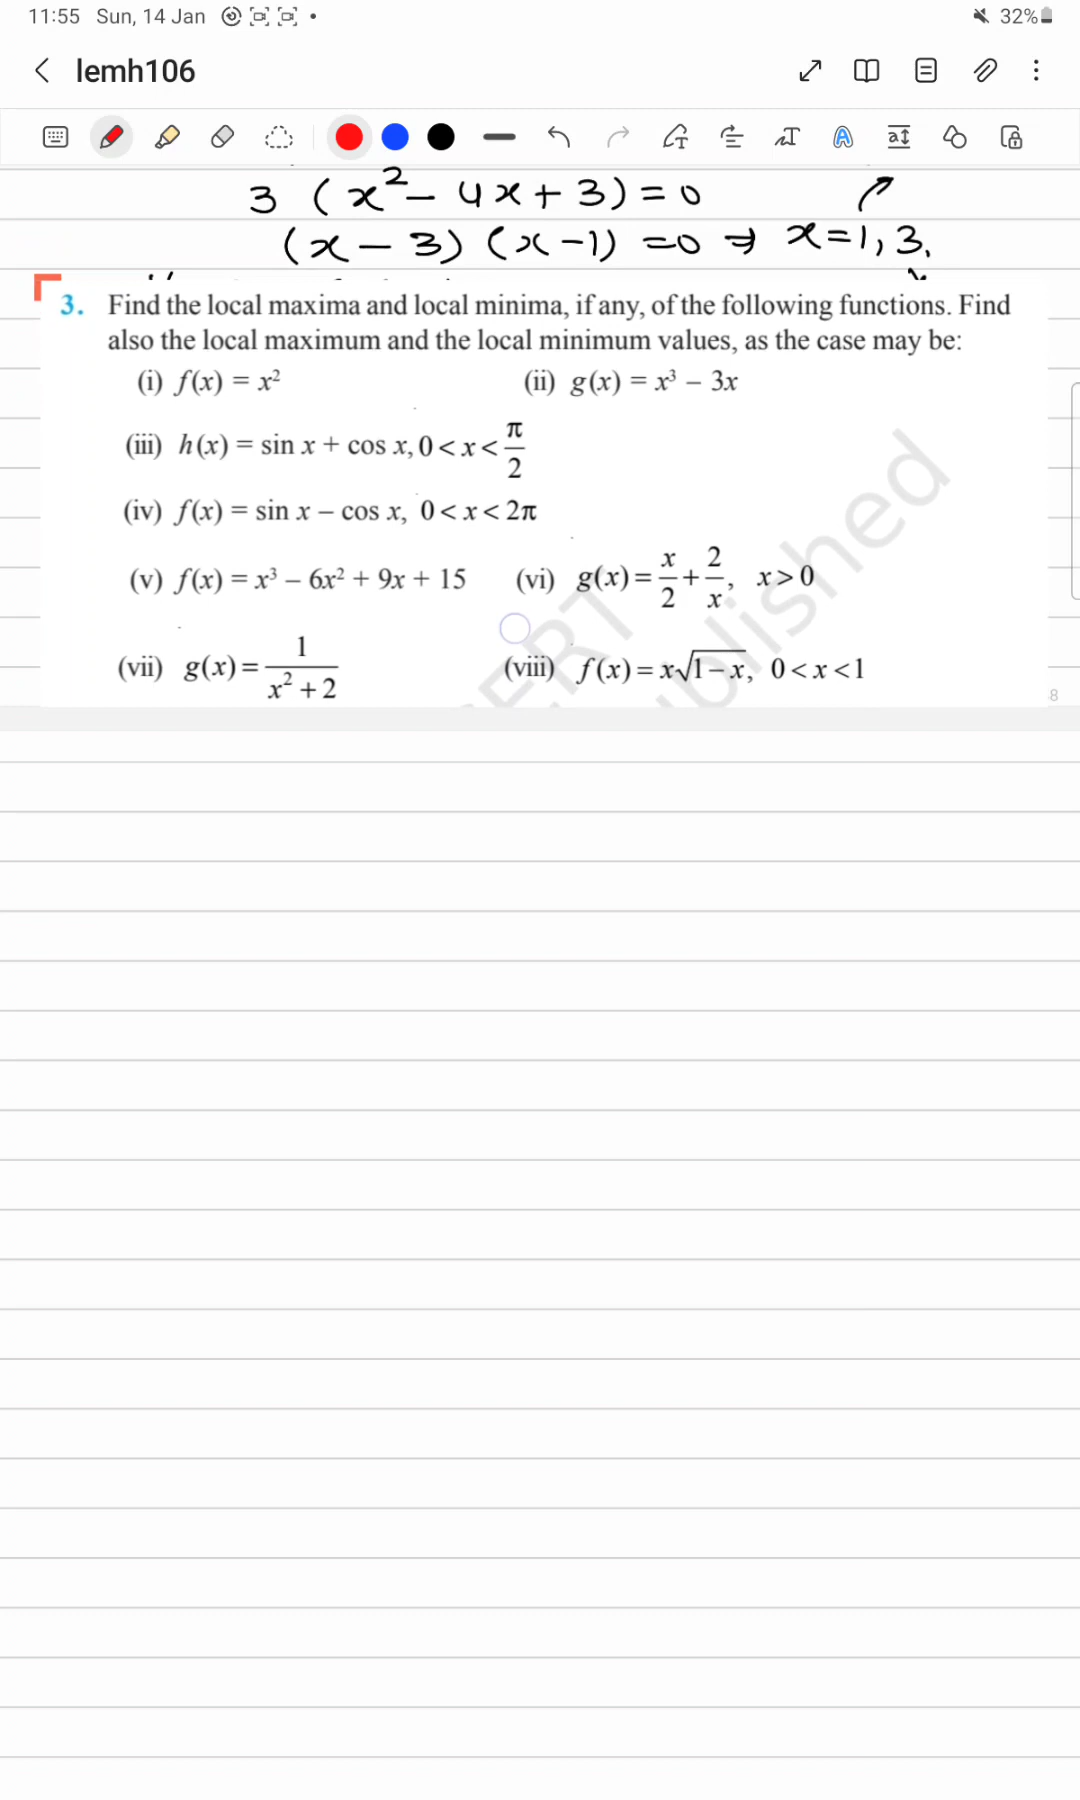 11:55 Sun, 14 Jan 32%
lemh106
3 (x² – 4x + 3) = 0
(x – 3) (x – 1) = 0 ⇒ x = 1, 3.
3. Find the local maxima and local minima, if any, of the following functions. Find
also the local maximum and the local minimum values, as the case may be:
(i) f(x) = x² (ii) g(x) = x³ – 3x
(iii) h(x) = sin x + cos x, 0 < x < π/2
(iv) f(x) = sin x – cos x, 0 < x < 2π
(v) f(x) = x³ – 6x² + 9x + 15 (vi) g(x) = x/2 + 2/x, x > 0
(vii) g(x) = 1/(x² + 2) (viii) f(x) = x√(1 – x), 0 < x < 1
8